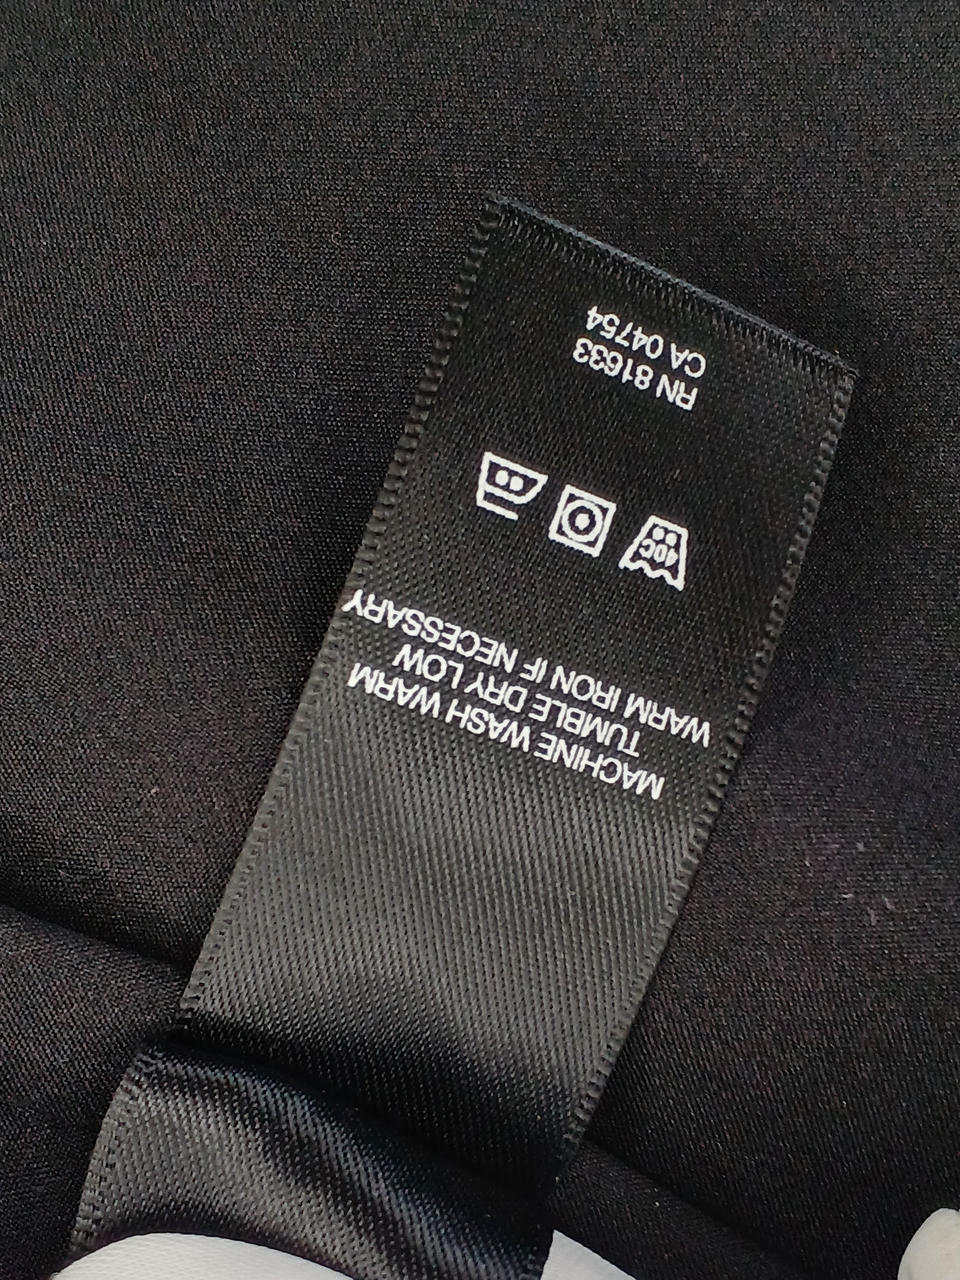 MACHINE WASH WARM
TUMBLE DRY LOW
WARM IRON IF NECESSARY
40C
RN 81633
CA 04754